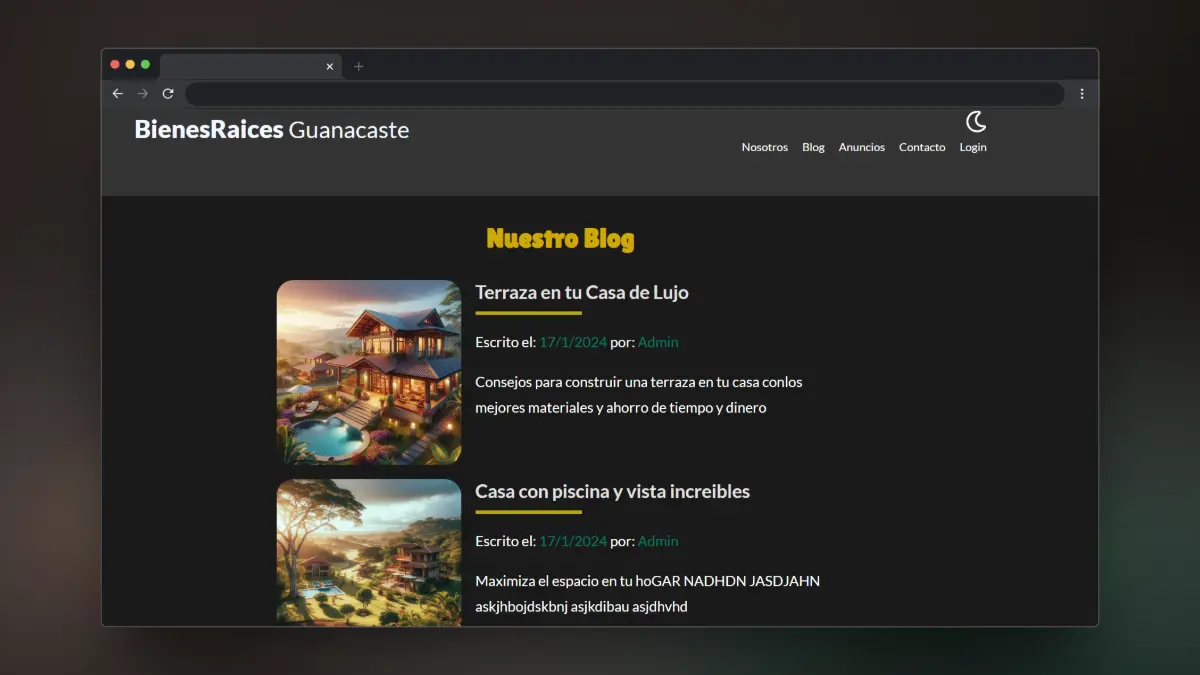 BienesRaices Guanacaste
Nosotros Blog Anuncios Contacto Login
Nuestro Blog
Terraza en tu Casa de Lujo
Escrito el: 17/1/2024 por: Admin
Consejos para construir una terraza en tu casa conlos
mejores materiales y ahorro de tiempo y dinero
Casa con piscina y vista increibles
Escrito el: 17/1/2024 por: Admin
Maximiza el espacio en tu hoGAR NADHDN JASDJAHN
askjhbojdskbnj asjkdibau asjdhvhd